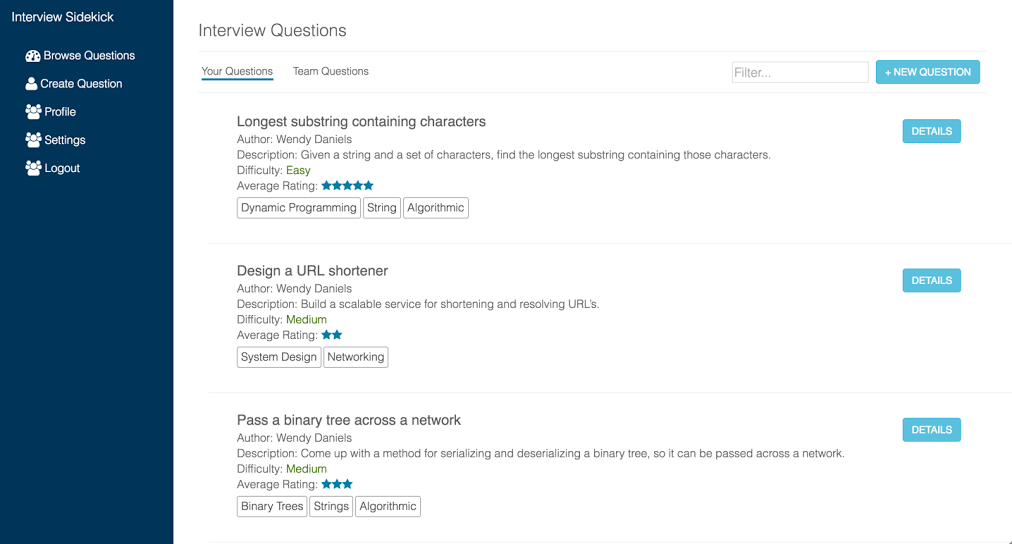 Interview Sidekick
Browse Questions
Create Question
Profile
Settings
Logout
Interview Questions
Your Questions
Team Questions
Filter...
+ NEW QUESTION
Longest substring containing characters
DETAILS
Author: Wendy Daniels
Description: Given a string and a set of characters, find the longest substring containing those characters.
Difficulty: Easy
Average Rating:
Dynamic Programming String Algorithmic
Design a URL shortener
DETAILS
Author: Wendy Daniels
Description: Build a scalable service for shortening and resolving URL's.
Difficulty: Medium
Average Rating:
System Design Networking
Pass a binary tree across a network
DETAILS
Author: Wendy Daniels
Description: Come up with a method for serializing and deserializing a binary tree, so it can be passed across a network.
Difficulty: Medium
Average Rating:
Binary Trees Strings Algorithmic